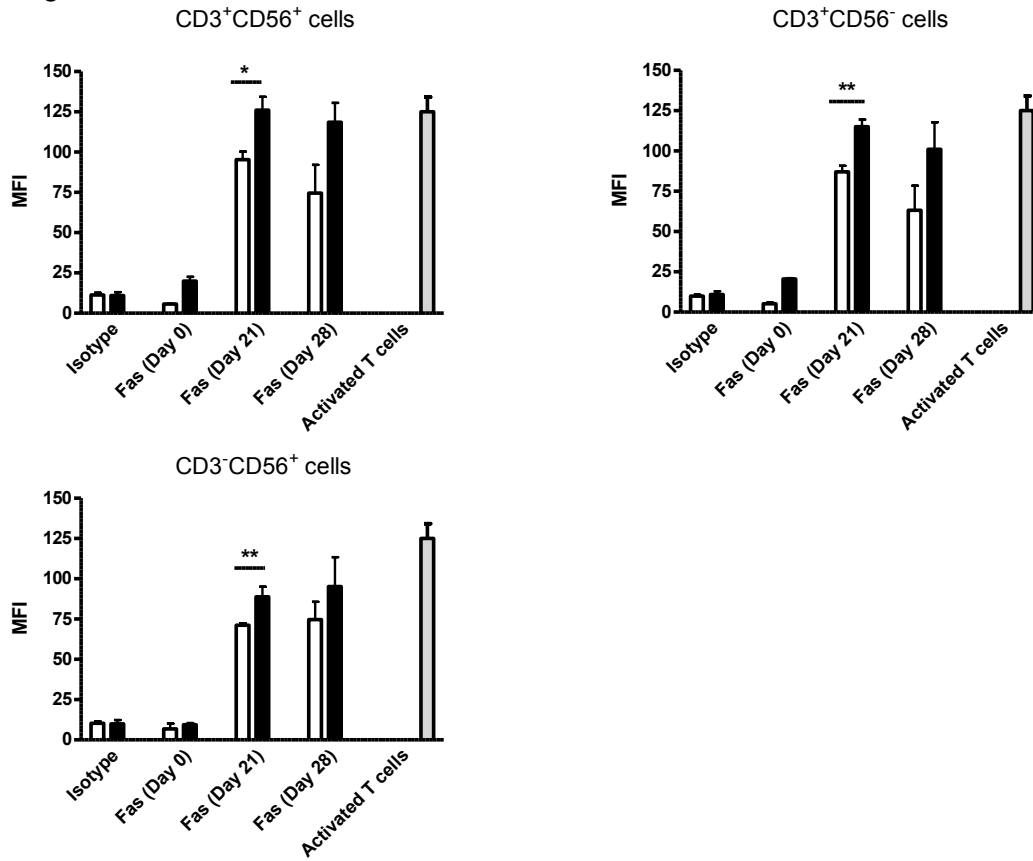 CD3⁺CD56⁺ cells
150
125
100
75
50
25
0
MFI
*
Isotype
Fas (Day 0)
Fas (Day 21)
Fas (Day 28)
Activated T cells
CD3⁺CD56⁻ cells
150
125
100
75
50
25
0
MFI
**
Isotype
Fas (Day 0)
Fas (Day 21)
Fas (Day 28)
Activated T cells
CD3⁻CD56⁺ cells
150
125
100
75
50
25
0
MFI
**
Isotype
Fas (Day 0)
Fas (Day 21)
Fas (Day 28)
Activated T cells